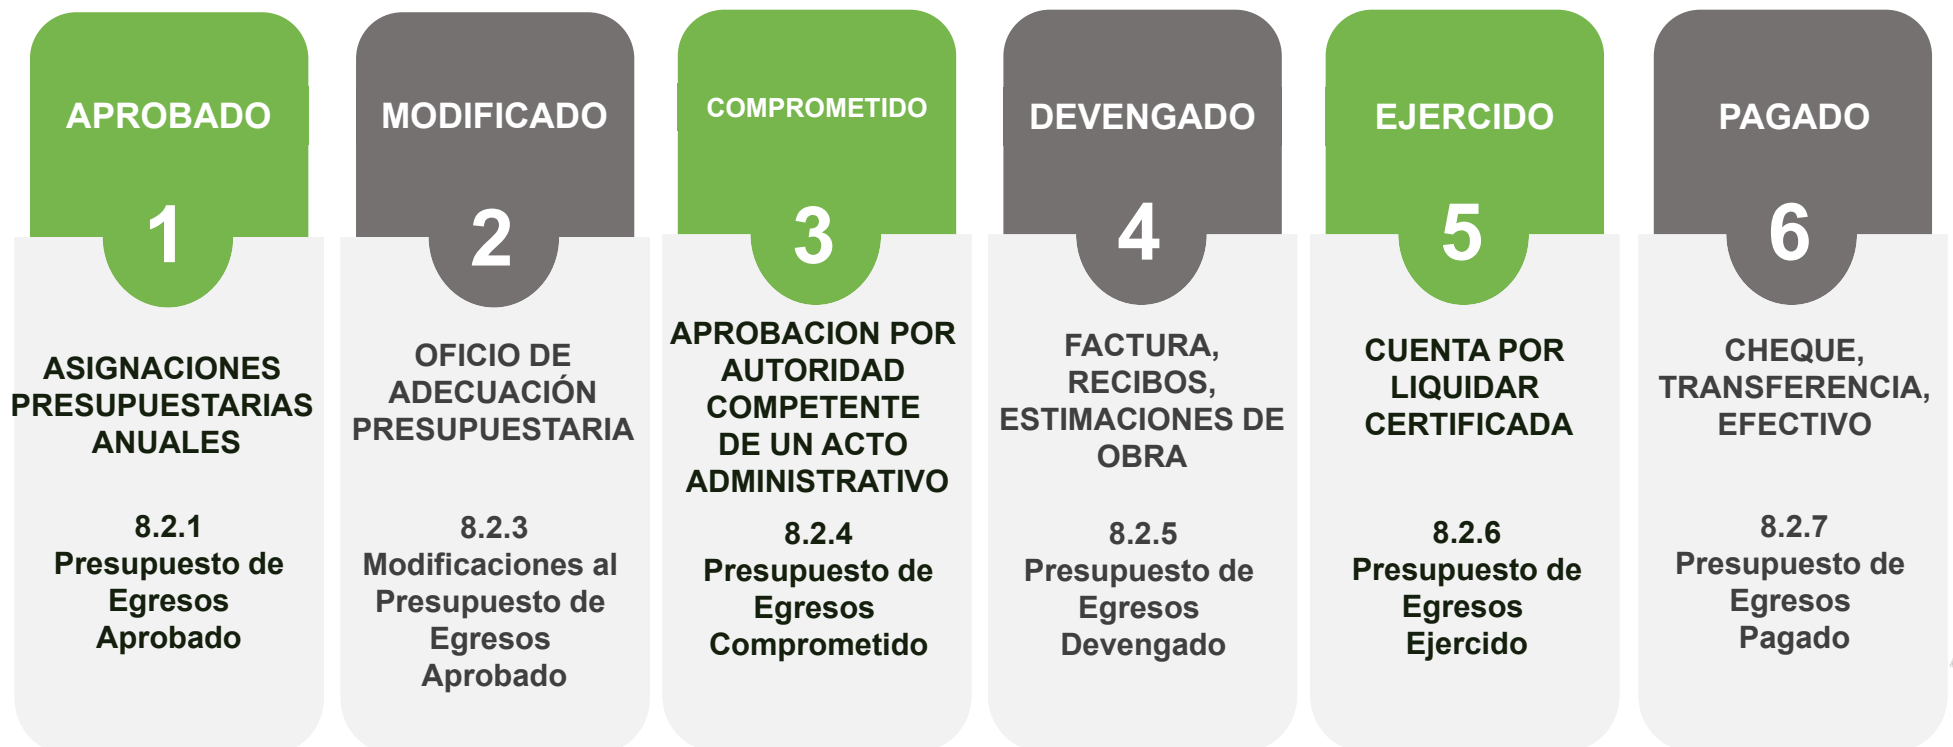 APROBADO
1
ASIGNACIONES
PRESUPUESTARIAS
ANUALES
8.2.1
Presupuesto de
Egresos
Aprobado
MODIFICADO
2
OFICIO DE
ADECUACIÓN
PRESUPUESTARIA
8.2.3
Modificaciones al
Presupuesto de
Egresos
Aprobado
COMPROMETIDO
3
APROBACION POR
AUTORIDAD
COMPETENTE
DE UN ACTO
ADMINISTRATIVO
8.2.4
Presupuesto de
Egresos
Comprometido
DEVENGADO
4
FACTURA,
RECIBOS,
ESTIMACIONES DE
OBRA
8.2.5
Presupuesto de
Egresos
Devengado
EJERCIDO
5
CUENTA POR
LIQUIDAR
CERTIFICADA
8.2.6
Presupuesto de
Egresos
Ejercido
PAGADO
6
CHEQUE,
TRANSFERENCIA,
EFECTIVO
8.2.7
Presupuesto de
Egresos
Pagado